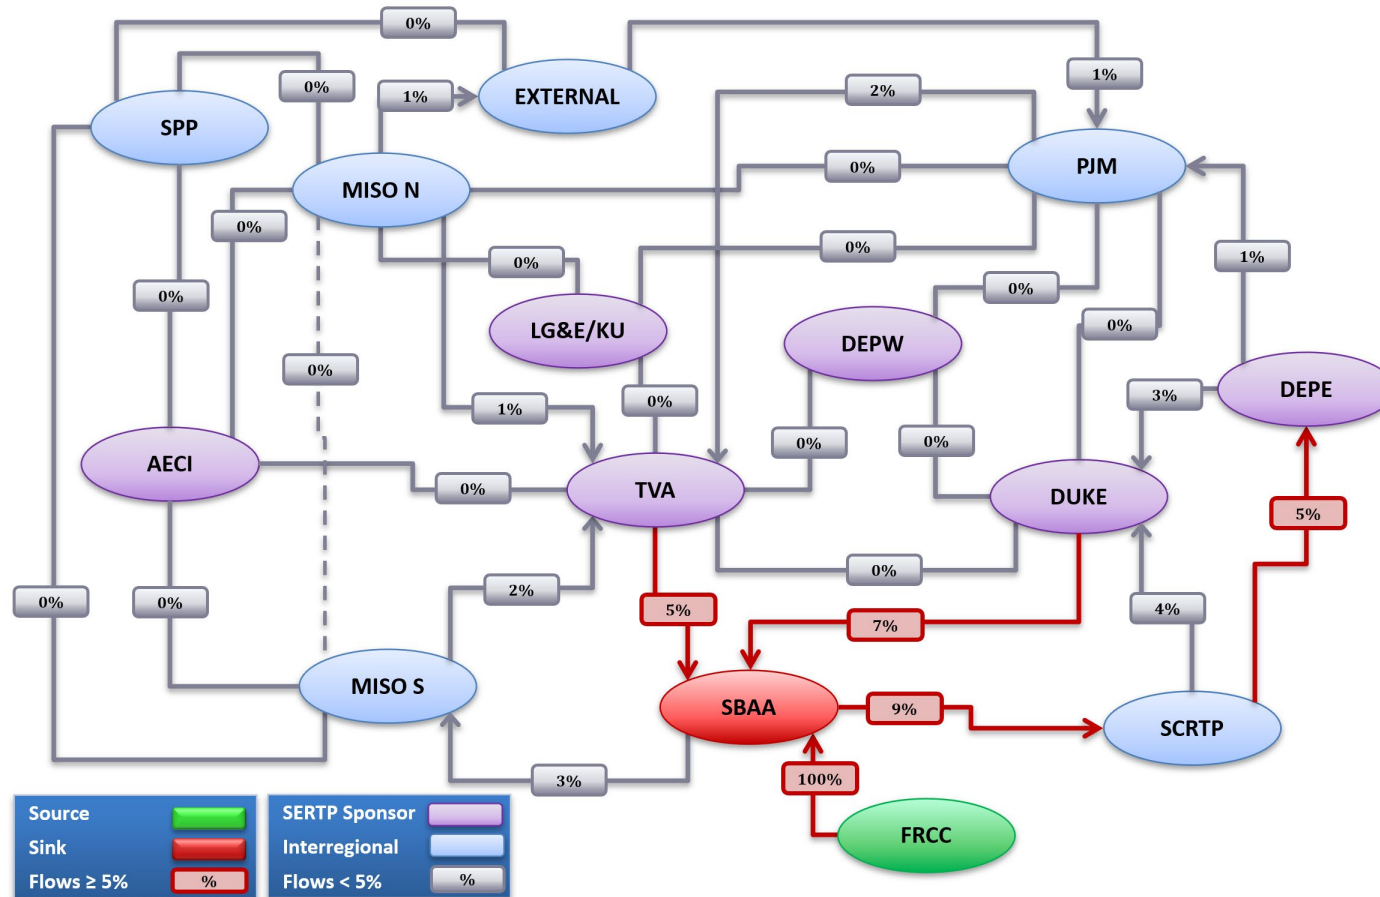 0%
EXTERNAL
1%
0%
1%
2%
SPP
0%
PJM
MISO N
0%
0%
0%
1%
0%
0%
0%
LG&E/KU
0%
DEPW
0%
DEPE
3%
1%
0%
0%
0%
AECI
TVA
0%
DUKE
5%
0%
2%
0%
0%
0%
5%
7%
4%
MISO S
SBAA
9%
SCRTP
3%
100%
FRCC
Source
Sink
Flows ≥ 5%
%
SERTP Sponsor
Interregional
Flows < 5%
%